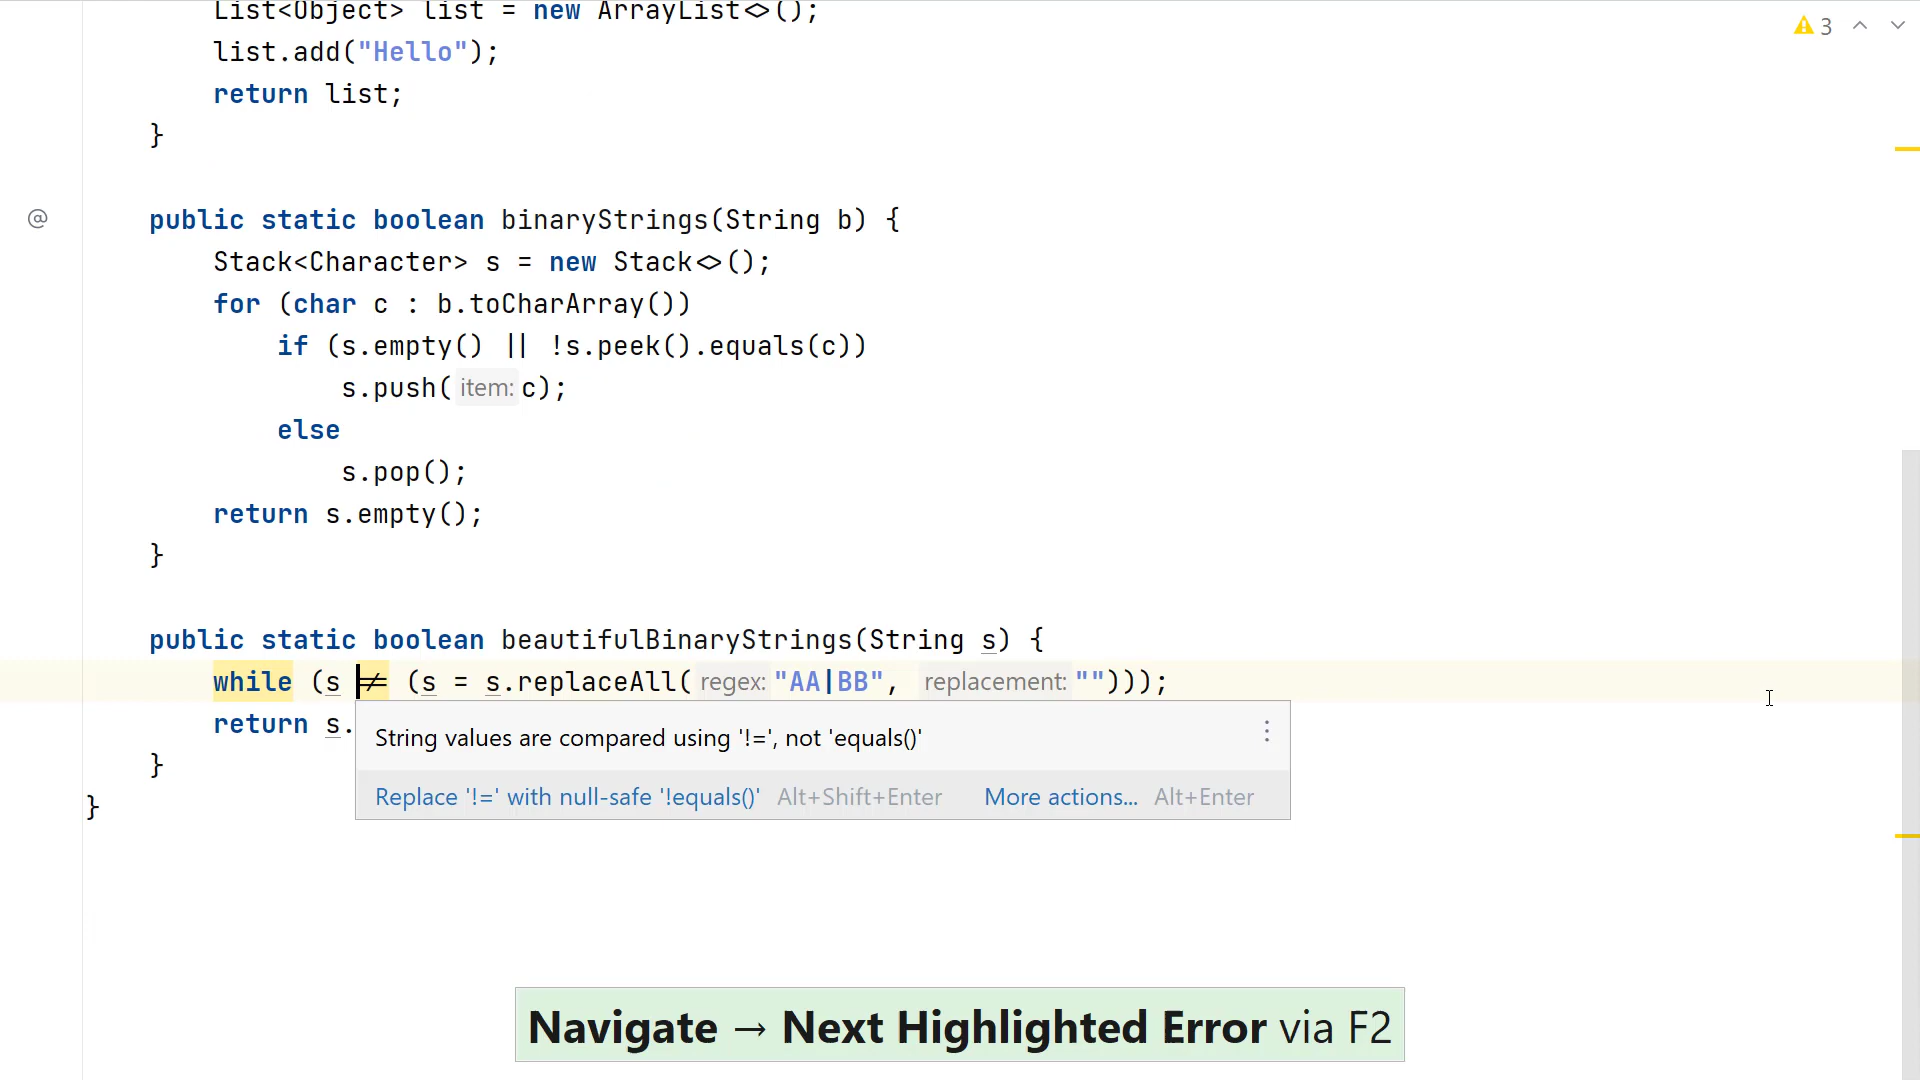 List<Object> list = new ArrayList<>();
3
list.add("Hello");
return list;
}
@
public static boolean binaryStrings(String b) {
Stack<Character> s = new Stack<>();
for (char c : b.toCharArray())
if (s.empty() || !s.peek().equals(c))
s.push( item: c);
else
s.pop();
return s.empty();
}
public static boolean beautifulBinaryStrings(String s) {
while (s != (s = s.replaceAll( regex: "AA|BB", replacement: "")));
return s.
String values are compared using '!=', not 'equals()'
}
Replace '!=' with null-safe '!equals()' Alt+Shift+Enter More actions... Alt+Enter
}
Navigate → Next Highlighted Error via F2